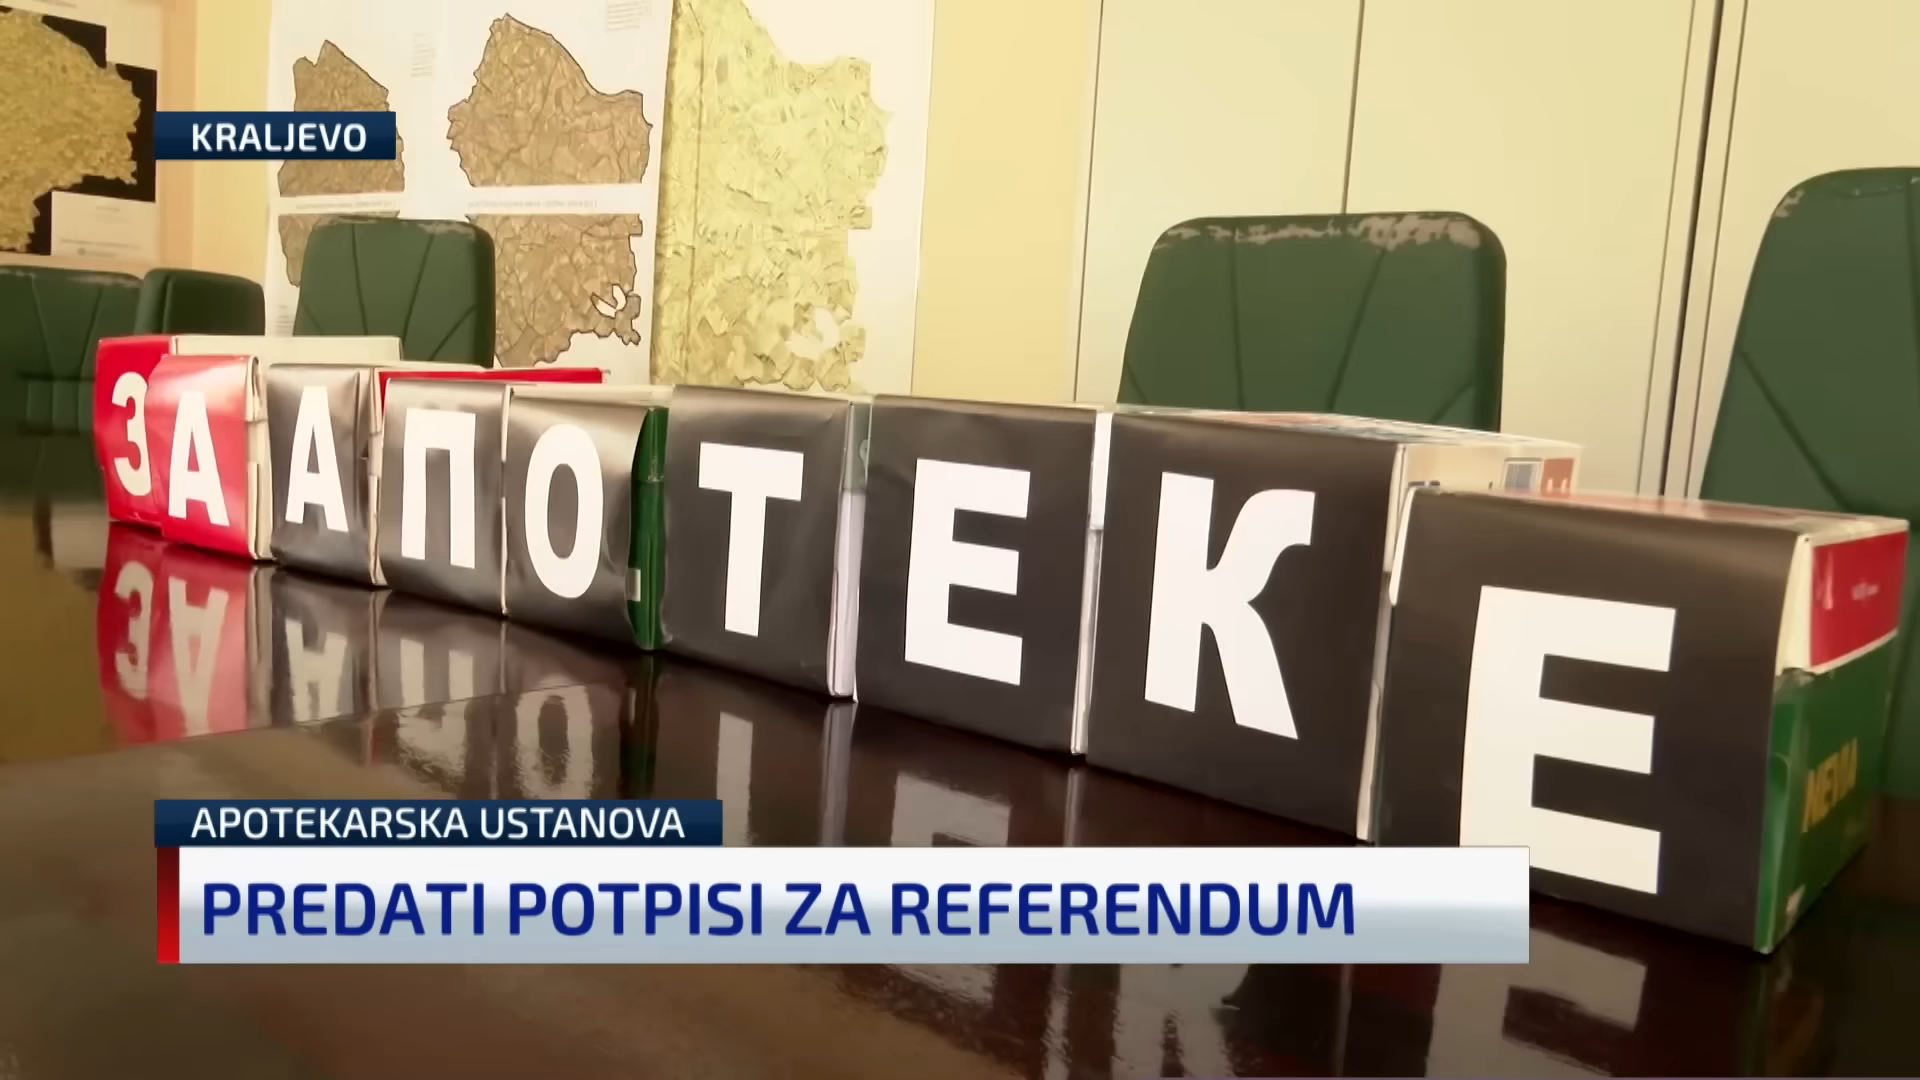 KRALJEVO
ЗА АПОТЕКЕ
APOTEKARSKA USTANOVA
PREDATI POTPISI ZA REFERENDUM